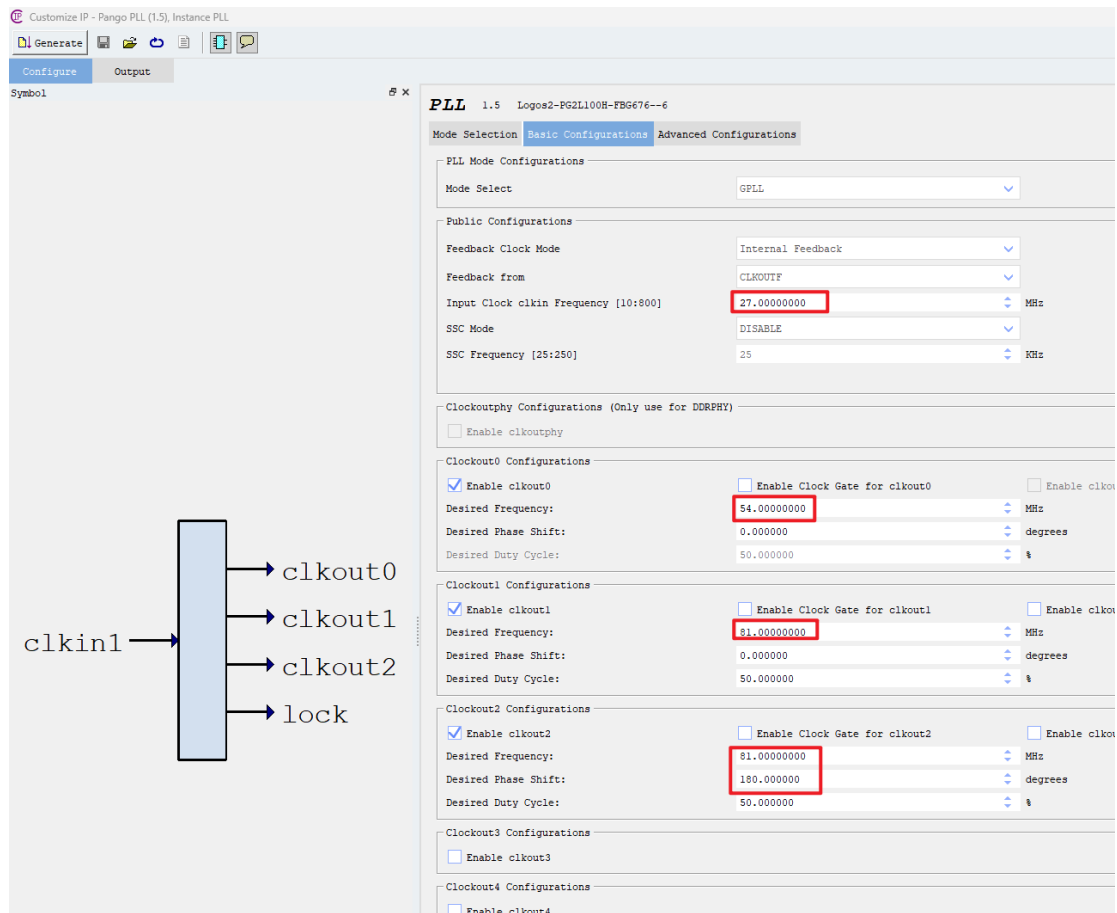 Customize IP - Pango PLL (1.5), Instance PLL
Generate
Configure Output
Symbol
clkin1
clkout0
clkout1
clkout2
lock
PLL 1.5 Logos2-PG2L100H-FBG676--6
Mode Selection Basic Configurations Advanced Configurations
PLL Mode Configurations
Mode Select GPLL
Public Configurations
Feedback Clock Mode Internal Feedback
Feedback from CLKOUTF
Input Clock clkin Frequency [10:800] 27.00000000 MHz
SSC Mode DISABLE
SSC Frequency [25:250] 25 KHz
Clockoutphy Configurations (Only use for DDRPHY)
Enable clkoutphy
Clockout0 Configurations
Enable clkout0 Enable Clock Gate for clkout0 Enable clkou
Desired Frequency: 54.00000000 MHz
Desired Phase Shift: 0.000000 degrees
Desired Duty Cycle: 50.000000 %
Clockout1 Configurations
Enable clkout1 Enable Clock Gate for clkout1 Enable clkou
Desired Frequency: 81.00000000 MHz
Desired Phase Shift: 0.000000 degrees
Desired Duty Cycle: 50.000000 %
Clockout2 Configurations
Enable clkout2 Enable Clock Gate for clkout2 Enable clkou
Desired Frequency: 81.00000000 MHz
Desired Phase Shift: 180.000000 degrees
Desired Duty Cycle: 50.000000 %
Clockout3 Configurations
Enable clkout3
Clockout4 Configurations
Enable clkout4